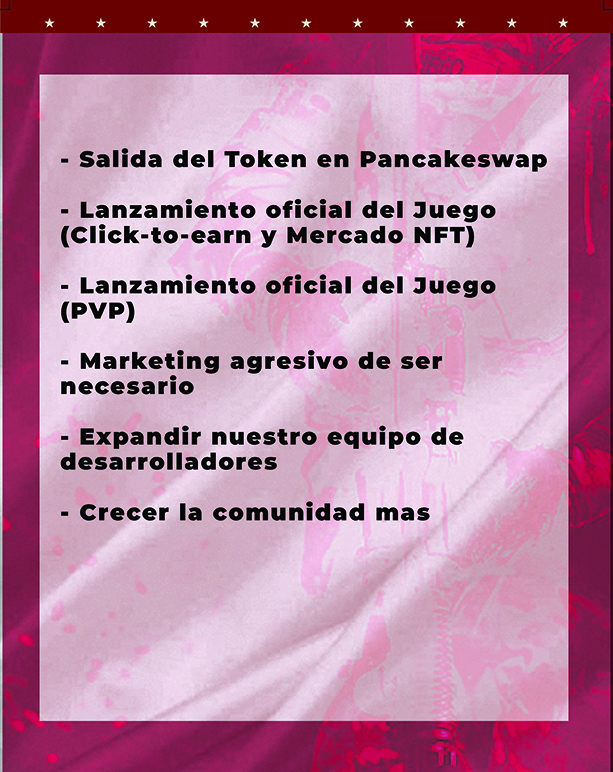 - Salida del Token en Pancakeswap
- Lanzamiento oficial del Juego
(Click-to-earn y Mercado NFT)
- Lanzamiento oficial del Juego
(PVP)
- Marketing agresivo de ser
necesario
- Expandir nuestro equipo de
desarrolladores
- Crecer la comunidad mas